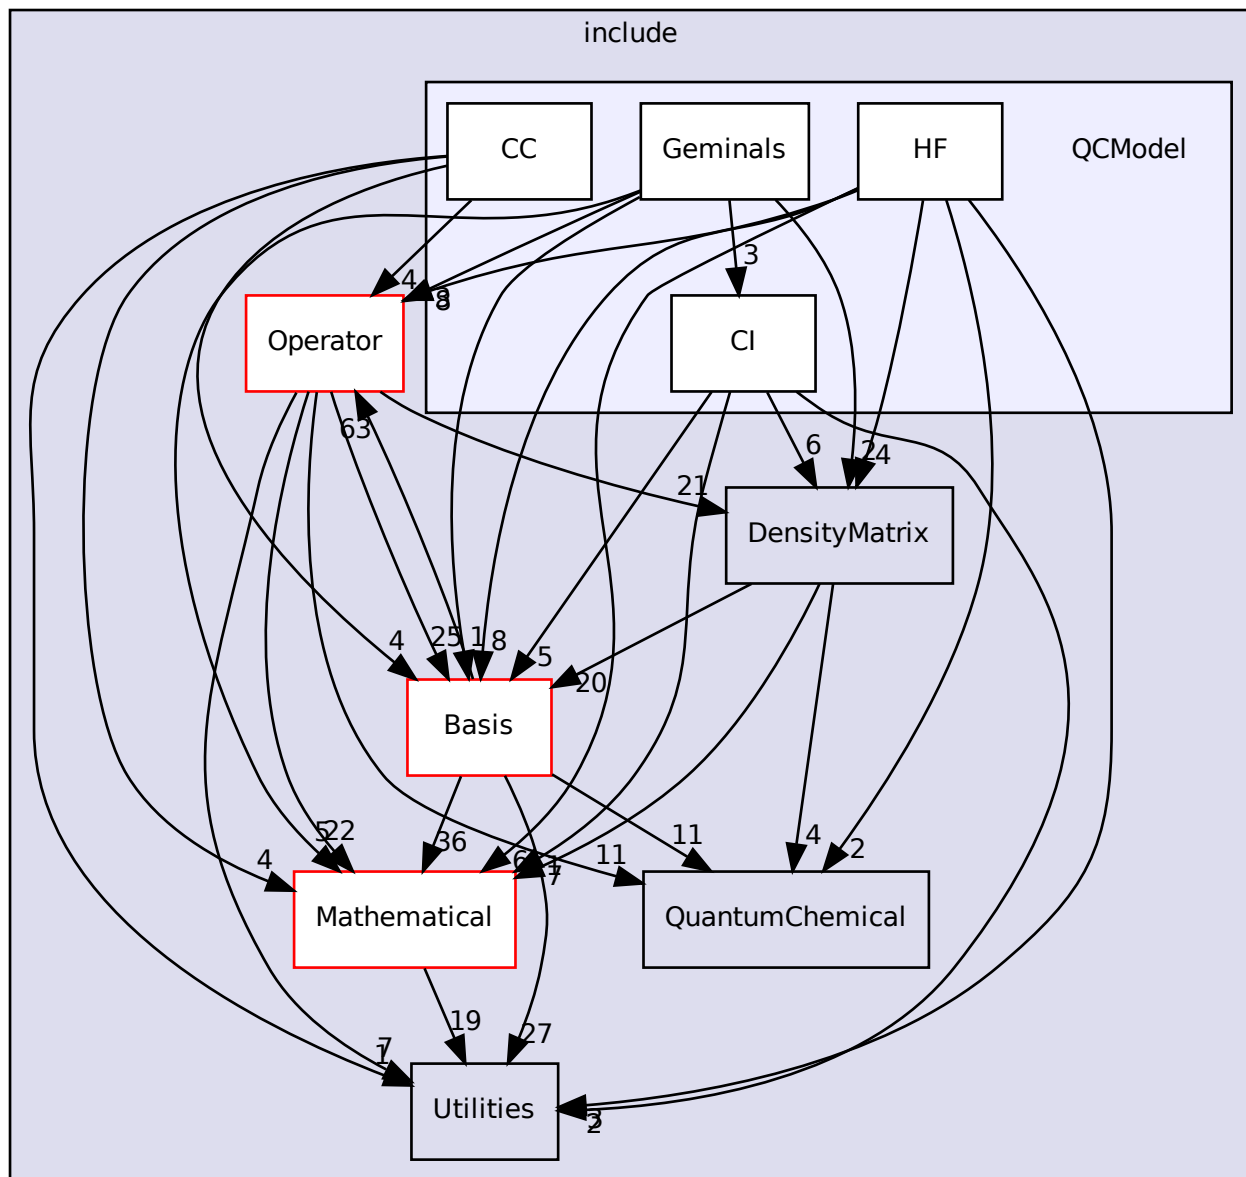 include
CC
Geminals
HF
QCModel
3
4
8
Operator
CI
63
6
24
21
DensityMatrix
4
25
1
8
5
20
Basis
5
22
36
11
4
2
4
6
7
11
Mathematical
QuantumChemical
19
27
7
1
2
Utilities